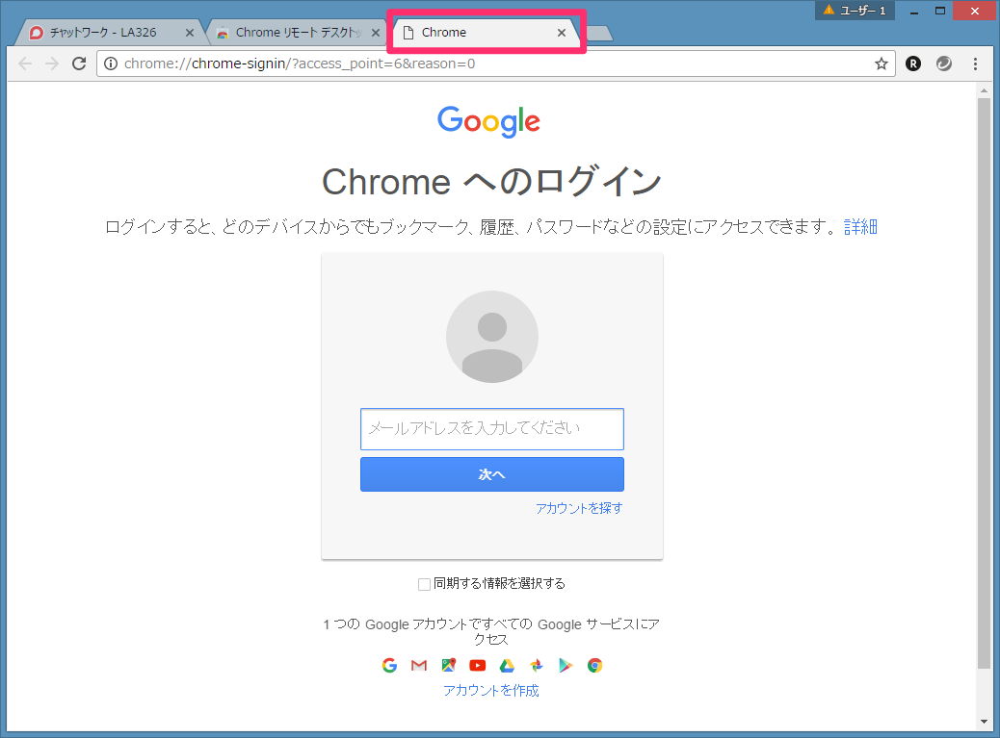 ユーザー 1
チャットワーク - LA326
Chrome リモート デスクトッ
Chrome
chrome://chrome-signin/?access_point=6&reason=0
R
Google
Chrome へのログイン
ログインすると、どのデバイスからでもブックマーク、履歴、パスワードなどの設定にアクセスできます。 詳細
メールアドレスを入力してください
次へ
アカウントを探す
同期する情報を選択する
1 つの Google アカウントですべての Google サービスにア
クセス
アカウントを作成